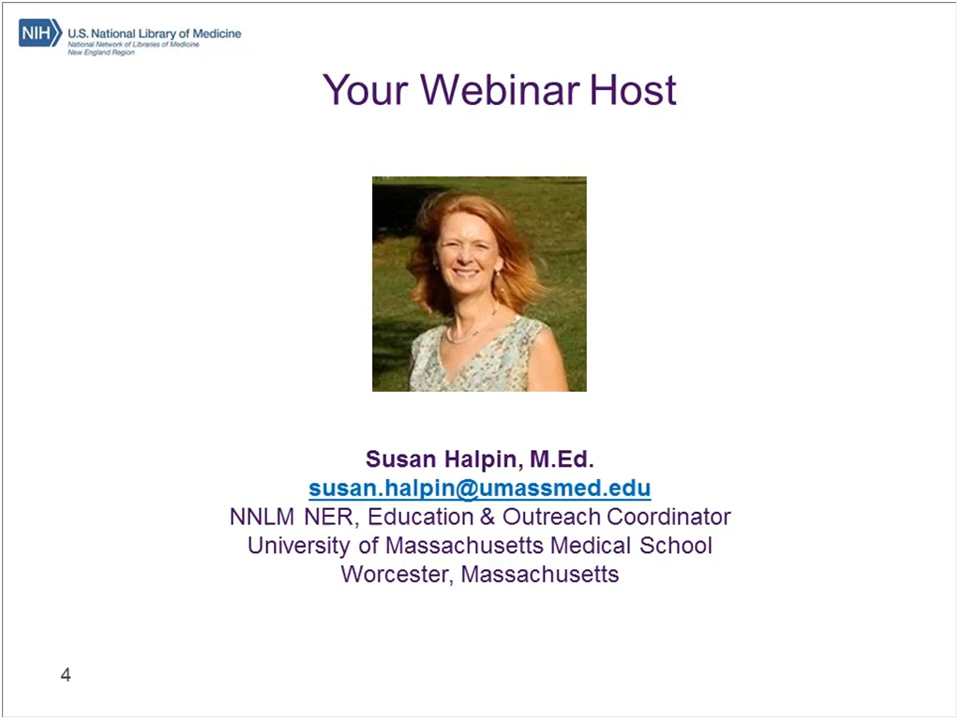 NIH U.S. National Library of Medicine
National Network of Libraries of Medicine
New England Region
Your Webinar Host
Susan Halpin, M.Ed.
susan.halpin@umassmed.edu
NNLM NER, Education & Outreach Coordinator
University of Massachusetts Medical School
Worcester, Massachusetts
4